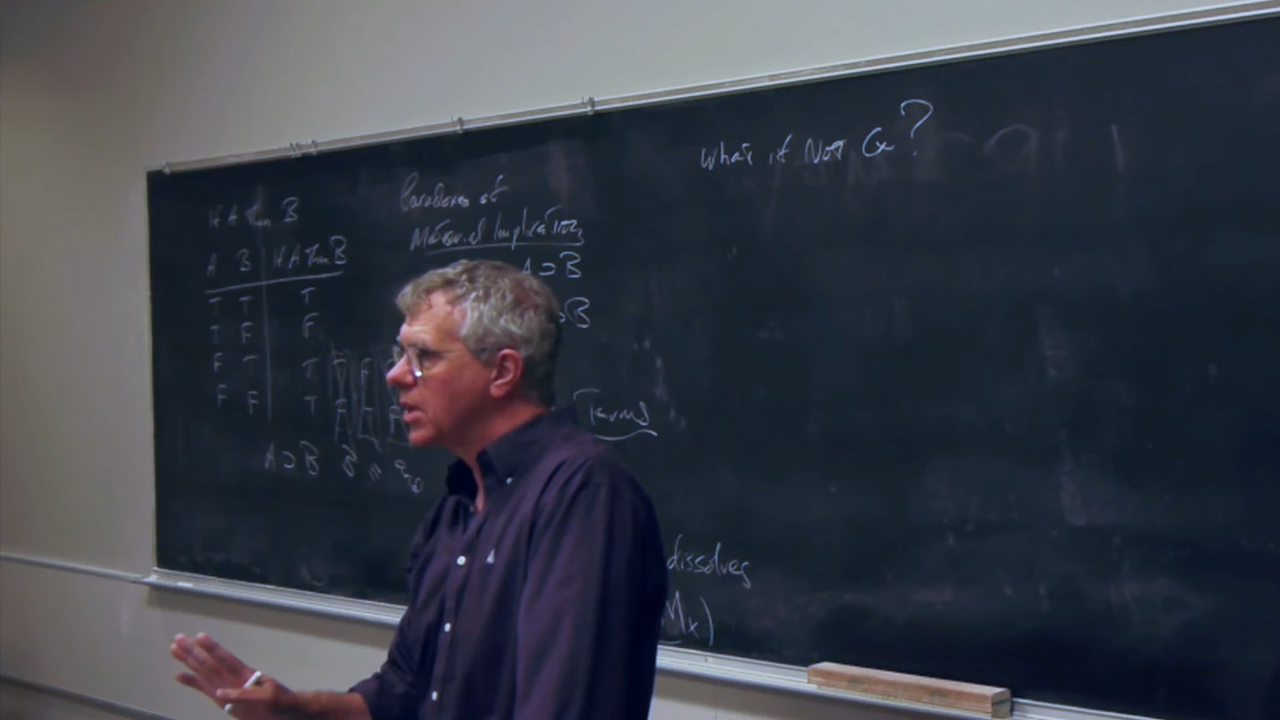 If A then B
A B If A Then B
T T T
T F F
F T T
F F T
A ⊃ B
Paradoxes of
Material Implication
A ⊃ B
⊃B
Terms
dissolves
Mx)
What if Not G?